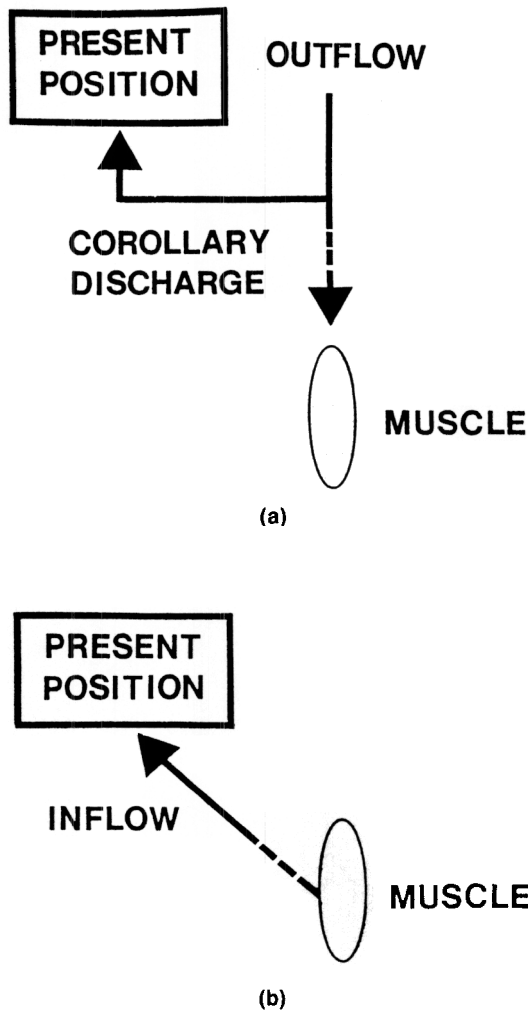 PRESENT
POSITION
OUTFLOW
COROLLARY
DISCHARGE
MUSCLE
(a)
PRESENT
POSITION
INFLOW
MUSCLE
(b)